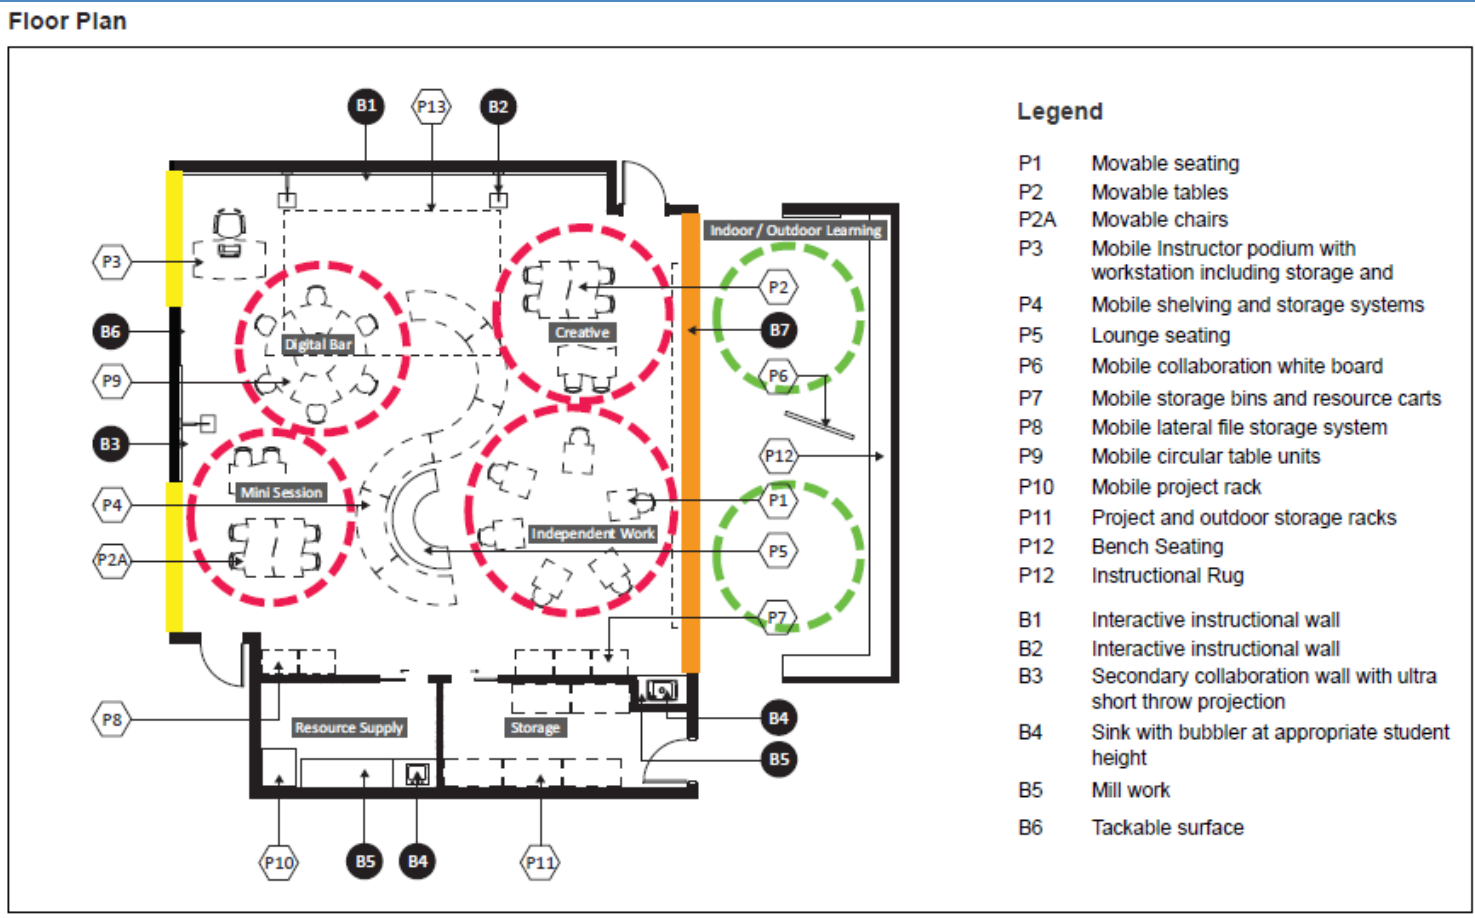 Floor Plan
B1
P13
B2
Legend
P1 Movable seating
P2 Movable tables
P2A Movable chairs
P3 Mobile Instructor podium with
workstation including storage and
P4 Mobile shelving and storage systems
P5 Lounge seating
P6 Mobile collaboration white board
P7 Mobile storage bins and resource carts
P8 Mobile lateral file storage system
P9 Mobile circular table units
P10 Mobile project rack
P11 Project and outdoor storage racks
P12 Bench Seating
P12 Instructional Rug
B1 Interactive instructional wall
B2 Interactive instructional wall
B3 Secondary collaboration wall with ultra
short throw projection
B4 Sink with bubbler at appropriate student
height
B5 Mill work
B6 Tackable surface
Indoor / Outdoor Learning
P3
P2
B6
Digital Bar
Creative
B7
P9
P6
B3
P12
Mini Session
P4
P1
Independent Work
P2A
P5
P7
P8
Resource Supply
Storage
B4
B5
P10
B5
B4
P11